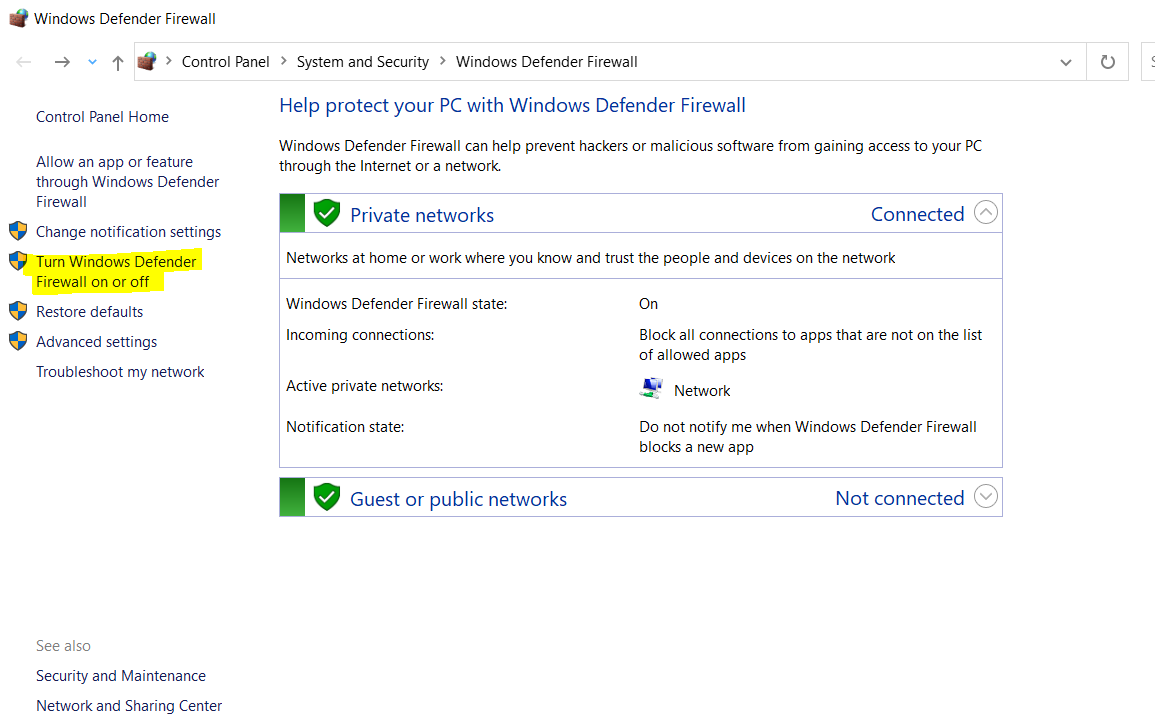 Windows Defender Firewall
Control Panel > System and Security > Windows Defender Firewall
Control Panel Home
Allow an app or feature
through Windows Defender
Firewall
Change notification settings
Turn Windows Defender
Firewall on or off
Restore defaults
Advanced settings
Troubleshoot my network
See also
Security and Maintenance
Network and Sharing Center
Help protect your PC with Windows Defender Firewall
Windows Defender Firewall can help prevent hackers or malicious software from gaining access to your PC
through the Internet or a network.
Private networks Connected
Networks at home or work where you know and trust the people and devices on the network
Windows Defender Firewall state: On
Incoming connections: Block all connections to apps that are not on the list
of allowed apps
Active private networks: Network
Notification state: Do not notify me when Windows Defender Firewall
blocks a new app
Guest or public networks Not connected